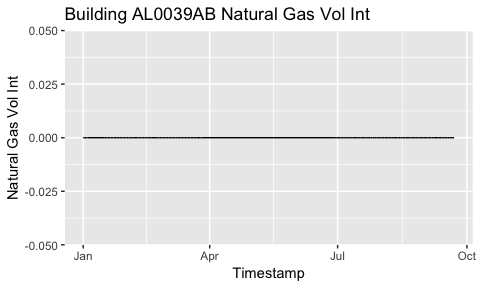 Building AL0039AB Natural Gas Vol Int
0.050
0.025
0.000
-0.025
-0.050
Natural Gas Vol Int
Jan
Apr
Jul
Oct
Timestamp